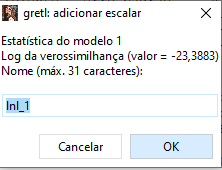 gretl: adicionar escalar
Estatística do modelo 1
Log da verossimilhança (valor = -23,3883)
Nome (máx. 31 caracteres):
lnl_1
Cancelar
OK